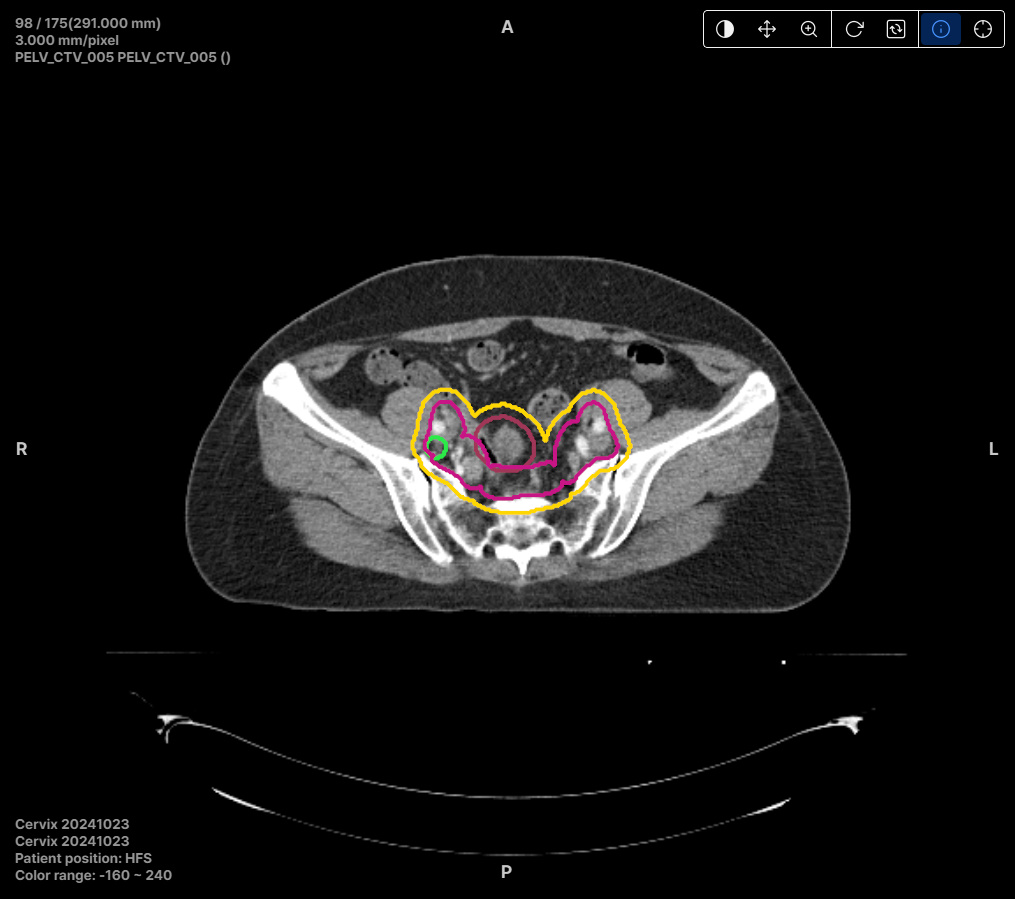 98 / 175(291.000 mm)
3.000 mm/pixel
PELV_CTV_005 PELV_CTV_005 ()
A
R
L
Cervix 20241023
Cervix 20241023
Patient position: HFS
Color range: -160 ~ 240
P